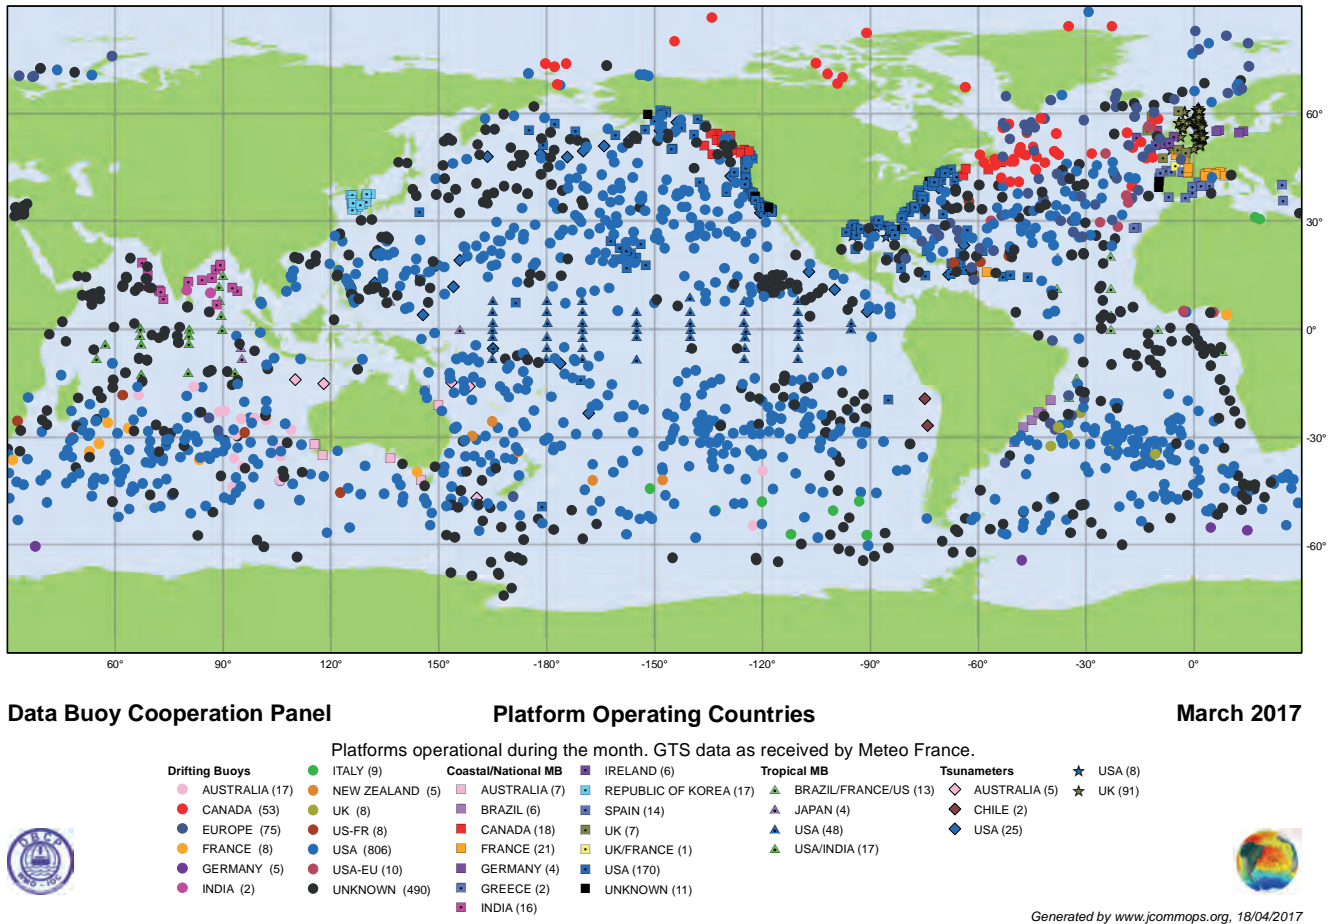 60°
30°
0°
-30°
-60°
60°
90°
120°
150°
-180°
-150°
-120°
-90°
-60°
-30°
0°
Data Buoy Cooperation Panel
Platform Operating Countries
March 2017
Platforms operational during the month. GTS data as received by Meteo France.
Drifting Buoys
AUSTRALIA (17)
CANADA (53)
EUROPE (75)
FRANCE (8)
GERMANY (5)
INDIA (2)
ITALY (9)
NEW ZEALAND (5)
UK (8)
US-FR (8)
USA (806)
USA-EU (10)
UNKNOWN (490)
Coastal/National MB
AUSTRALIA (7)
BRAZIL (6)
CANADA (18)
FRANCE (21)
GERMANY (4)
GREECE (2)
INDIA (16)
IRELAND (6)
REPUBLIC OF KOREA (17)
SPAIN (14)
UK (7)
UK/FRANCE (1)
USA (170)
UNKNOWN (11)
Tropical MB
BRAZIL/FRANCE/US (13)
JAPAN (4)
USA (48)
USA/INDIA (17)
Tsunameters
AUSTRALIA (5)
CHILE (2)
USA (25)
USA (8)
UK (91)
DBCP
WMO - IOC
Generated by www.jcommops.org, 18/04/2017